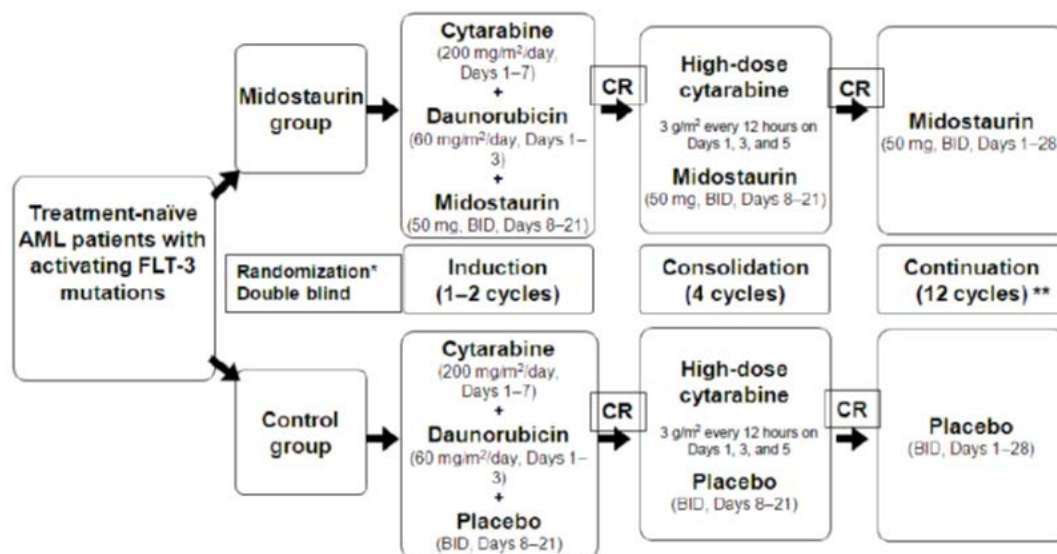 Treatment-naïve
AML patients with
activating FLT-3
mutations
Midostaurin
group
Cytarabine
(200 mg/m²/day,
Days 1–7)
+
Daunorubicin
(60 mg/m²/day, Days 1–
3)
+
Midostaurin
(50 mg, BID, Days 8–21)
CR
High-dose
cytarabine
3 g/m² every 12 hours on
Days 1, 3, and 5
Midostaurin
(50 mg, BID, Days 8–21)
CR
Midostaurin
(50 mg, BID, Days 1–28
Randomization*
Double blind
Induction
(1–2 cycles)
Consolidation
(4 cycles)
Continuation
(12 cycles) **
Control
group
Cytarabine
(200 mg/m²/day,
Days 1–7)
+
Daunorubicin
(60 mg/m²/day, Days 1–
3)
+
Placebo
(BID, Days 8–21)
CR
High-dose
cytarabine
3 g/m² every 12 hours on
Days 1, 3, and 5
Placebo
(BID, Days 8–21)
CR
Placebo
(BID, Days 1–28)